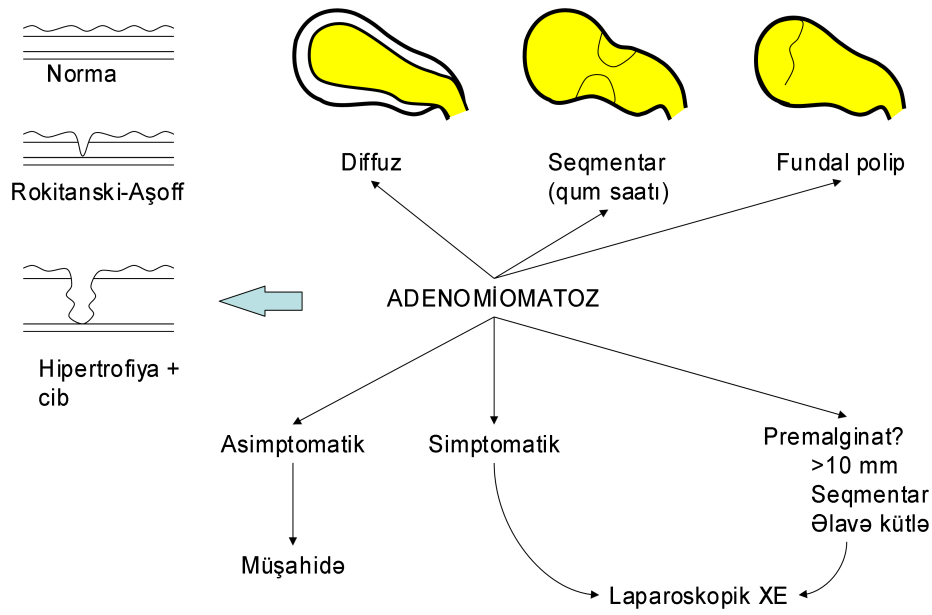 Norma
Rokitanski-Aşoff
Hipertrofiya +
cib
Diffuz
Seqmentar
(qum saatı)
Fundal polip
ADENOMİOMATOZ
Asimptomatik
Simptomatik
Premalginat?
>10 mm
Seqmentar
Əlavə kütlə
Müşahidə
Laparoskopik XE